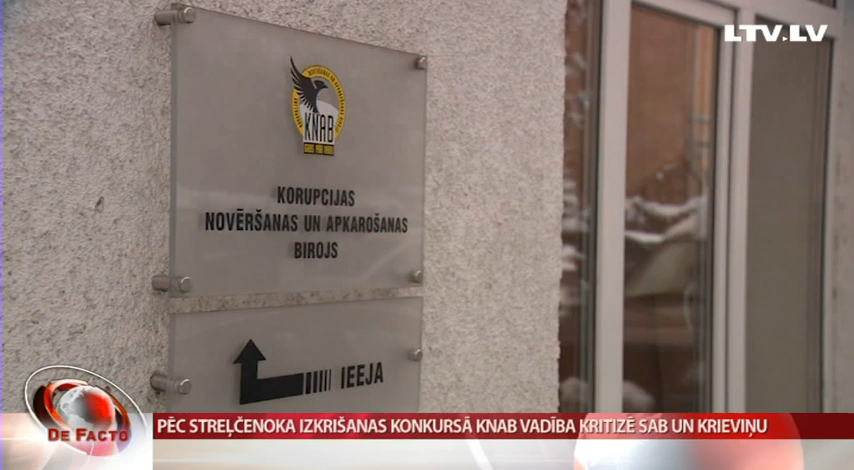 LTV.LV
KNAB
KORUPCIJAS
NOVĒRŠANAS UN APKAROŠANAS
BIROJS
IEEJA
DE FACTO
PĒC STREĻČENOKA IZKRIŠANAS KONKURSĀ KNAB VADĪBA KRITIZĒ SAB UN KRIEVIŅU